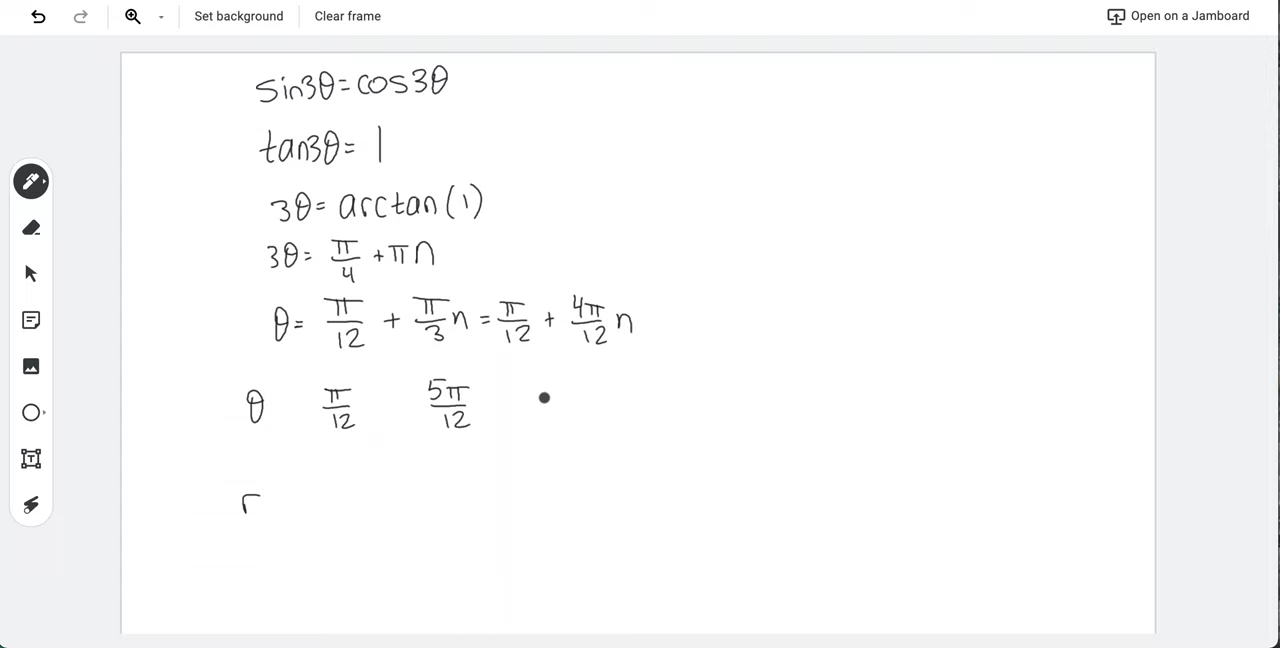 Set background Clear frame Open on a Jamboard
sin3θ=cos3θ
tan3θ= 1
3θ= arctan(1)
3θ= π/4 +πn
θ= π/12 + π/3 n = π/12 + 4π/12 n
θ π/12 5π/12
r